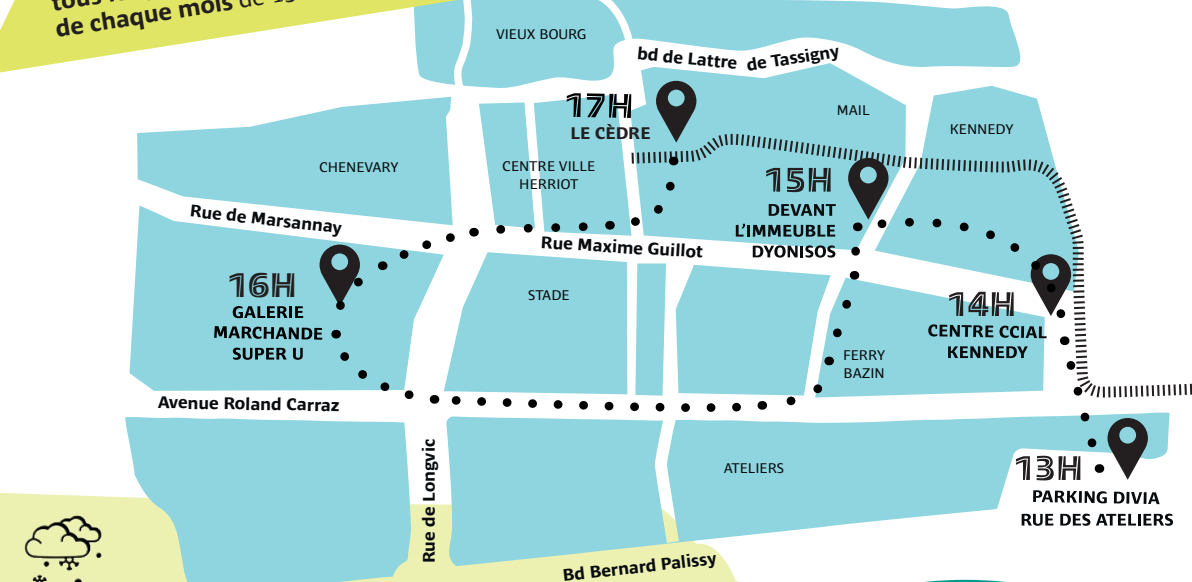 de chaque mois de
VIEUX BOURG
bd de Lattre de Tassigny
17H
LE CÈDRE
MAIL
KENNEDY
CHENEVARY
CENTRE VILLE
HERRIOT
15H
DEVANT
L'IMMEUBLE
DYONISOS
Rue de Marsannay
Rue Maxime Guillot
16H
GALERIE
MARCHANDE
SUPER U
STADE
14H
CENTRE CCIAL
KENNEDY
FERRY
BAZIN
Avenue Roland Carraz
Rue de Longvic
ATELIERS
13H
PARKING DIVIA
RUE DES ATELIERS
Bd Bernard Palissy